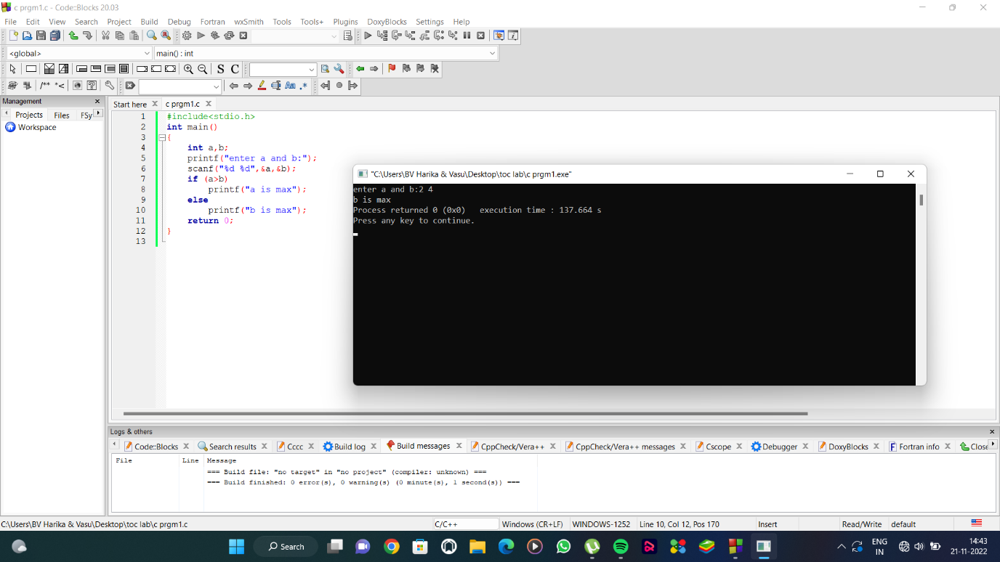 c prgm1.c - Code::Blocks 20.03
File Edit View Search Project Build Debug Fortran wxSmith Tools Tools+ Plugins DoxyBlocks Settings Help
<global> main() : int
S C
/** *< Aa .*
Management
Projects Files FSy
Workspace
Start here c prgm1.c
1 #include<stdio.h>
2 int main()
3 {
4 int a,b;
5 printf("enter a and b:");
6 scanf("%d %d",&a,&b);
7 if (a>b)
8 printf("a is max");
9 else
10 printf("b is max");
11 return 0;
12 }
13
"C:\Users\BV Harika & Vasu\Desktop\toc lab\c prgm1.exe"
enter a and b:2 4
b is max
Process returned 0 (0x0) execution time : 137.664 s
Press any key to continue.
Logs & others
Code::Blocks Search results Cccc Build log Build messages CppCheck/Vera++ CppCheck/Vera++ messages Cscope Debugger DoxyBlocks Fortran info Close
File Line Message
=== Build file: "no target" in "no project" (compiler: unknown) ===
=== Build finished: 0 error(s), 0 warning(s) (0 minute(s), 1 second(s)) ===
C:\Users\BV Harika & Vasu\Desktop\toc lab\c prgm1.c C/C++ Windows (CR+LF) WINDOWS-1252 Line 10, Col 12, Pos 170 Insert Read/Write default
Search
ENG
IN
14:43
21-11-2022